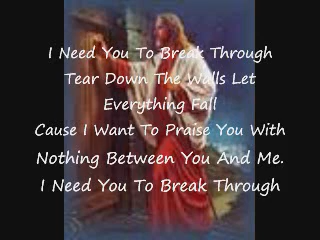 I Need You To Break Through
Tear Down The Walls Let
Everything Fall
Cause I Want To Praise You With
Nothing Between You And Me.
I Need You To Break Through